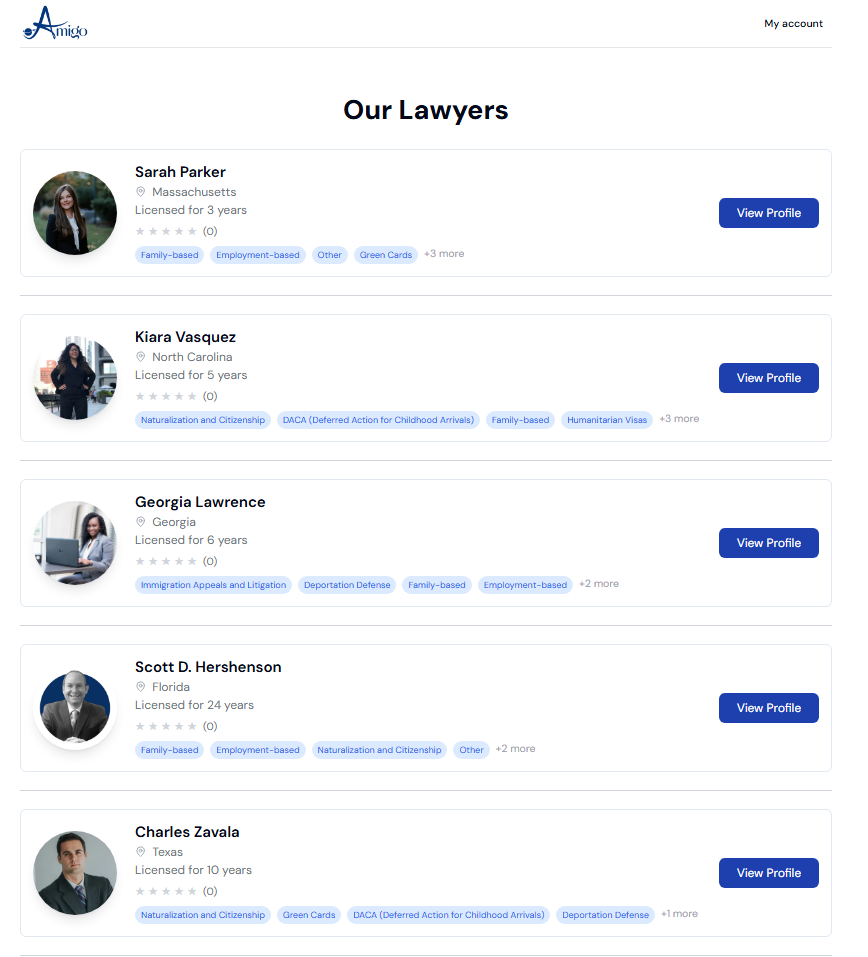 Amigo
My account
Our Lawyers
Sarah Parker
Massachusetts
Licensed for 3 years
(0)
View Profile
Family-based Employment-based Other Green Cards +3 more
Kiara Vasquez
North Carolina
Licensed for 5 years
(0)
View Profile
Naturalization and Citizenship DACA (Deferred Action for Childhood Arrivals) Family-based Humanitarian Visas +3 more
Georgia Lawrence
Georgia
Licensed for 6 years
(0)
View Profile
Immigration Appeals and Litigation Deportation Defense Family-based Employment-based +2 more
Scott D. Hershenson
Florida
Licensed for 24 years
(0)
View Profile
Family-based Employment-based Naturalization and Citizenship Other +2 more
Charles Zavala
Texas
Licensed for 10 years
(0)
View Profile
Naturalization and Citizenship Green Cards DACA (Deferred Action for Childhood Arrivals) Deportation Defense +1 more